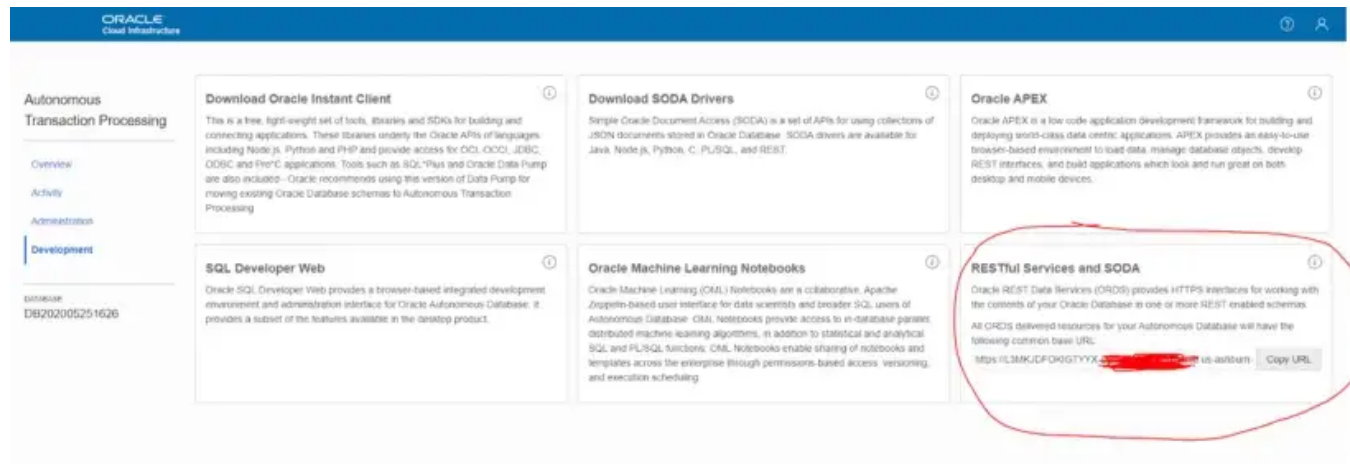 ORACLE
Cloud Infrastructure
Autonomous
Transaction Processing
Overview
Activity
Administration
Development
DATABASE
DB202005251626
Download Oracle Instant Client
This is a free, light-weight set of tools, libraries and SDKs for building and
connecting applications. These libraries underly the Oracle APIs of languages
including Node.js, Python and PHP and provide access for OCI, OCCI, JDBC,
ODBC and Pro*C applications. Tools such as SQL*Plus and Oracle Data Pump
are also included - Oracle recommends using this version of Data Pump for
moving existing Oracle Database schemas to Autonomous Transaction
Processing
Download SODA Drivers
Simple Oracle Document Access (SODA) is a set of APIs for using collections of
JSON documents stored in Oracle Database. SODA drivers are available for
Java, Node.js, Python, C, PL/SQL, and REST.
Oracle APEX
Oracle APEX is a low code application development framework for building and
deploying world-class data centric applications. APEX provides an easy-to-use
browser-based environment to load data, manage database objects, develop
REST interfaces, and build applications which look and run great on both
desktop and mobile devices.
SQL Developer Web
Oracle SQL Developer Web provides a browser-based integrated development
environment and administration interface for Oracle Autonomous Database. It
provides a subset of the features available in the desktop product.
Oracle Machine Learning Notebooks
Oracle Machine Learning (OML) Notebooks are a collaborative, Apache
Zeppelin-based user interface for data scientists and broader SQL users of
Autonomous Database. OML Notebooks provide access to in-database parallel,
distributed machine learning algorithms, in addition to statistical and analytical
SQL and PL/SQL functions. OML Notebooks enable sharing of notebooks and
templates across the enterprise through permissions-based access, versioning,
and execution scheduling.
RESTful Services and SODA
Oracle REST Data Services (ORDS) provides HTTPS interfaces for working with
the contents of your Oracle Database in one or more REST enabled schemas.
All ORDS delivered resources for your Autonomous Database will have the
following common base URL:
us-ashburn- Copy URL